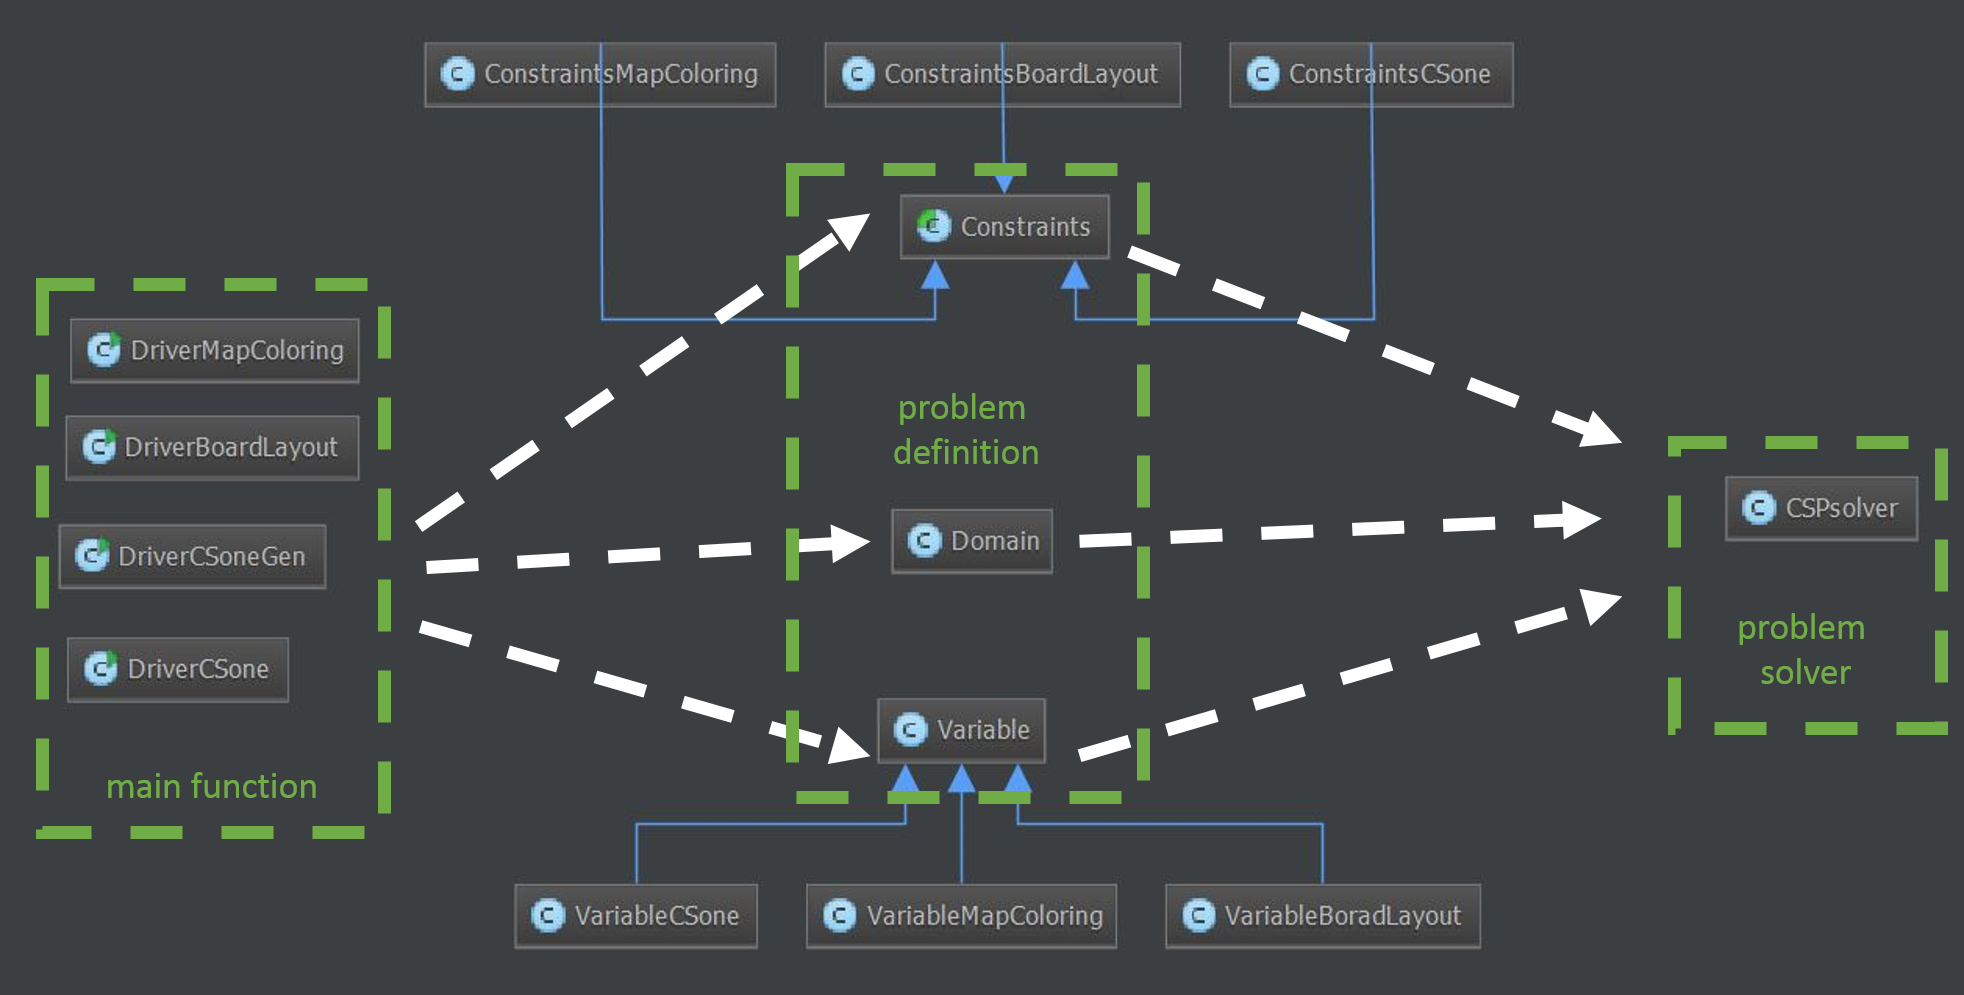 ConstraintsMapColoring
ConstraintsBoardLayout
ConstraintsCSone
Constraints
DriverMapColoring
DriverBoardLayout
DriverCSoneGen
DriverCSone
main function
problem
definition
Domain
Variable
CSPsolver
problem
solver
VariableCSone
VariableMapColoring
VariableBoradLayout